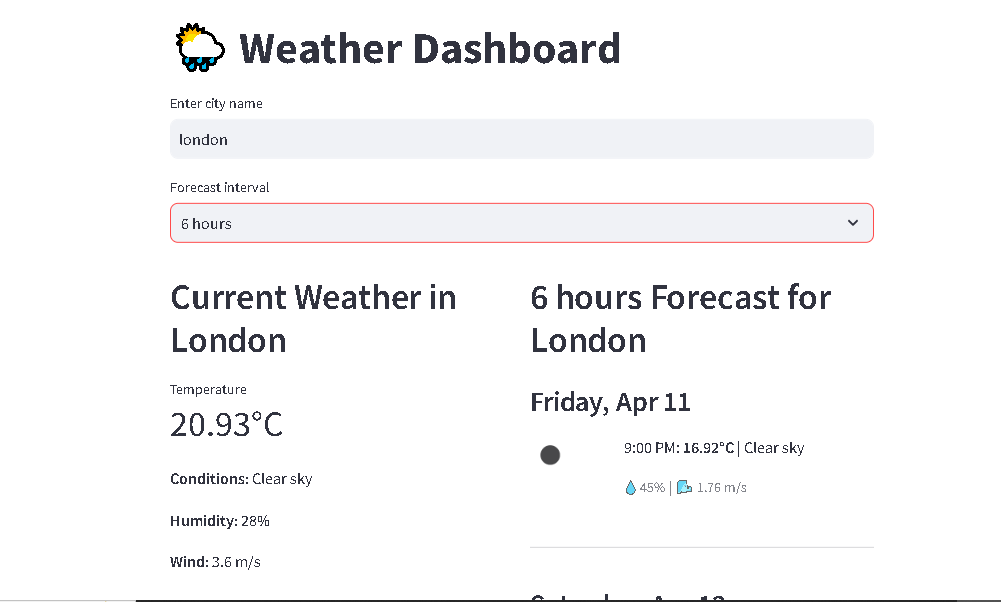 Weather Dashboard
Enter city name
london
Forecast interval
6 hours
Current Weather in
London
Temperature
20.93°C
Conditions: Clear sky
Humidity: 28%
Wind: 3.6 m/s
6 hours Forecast for
London
Friday, Apr 11
9:00 PM: 16.92°C | Clear sky
45% | 1.76 m/s